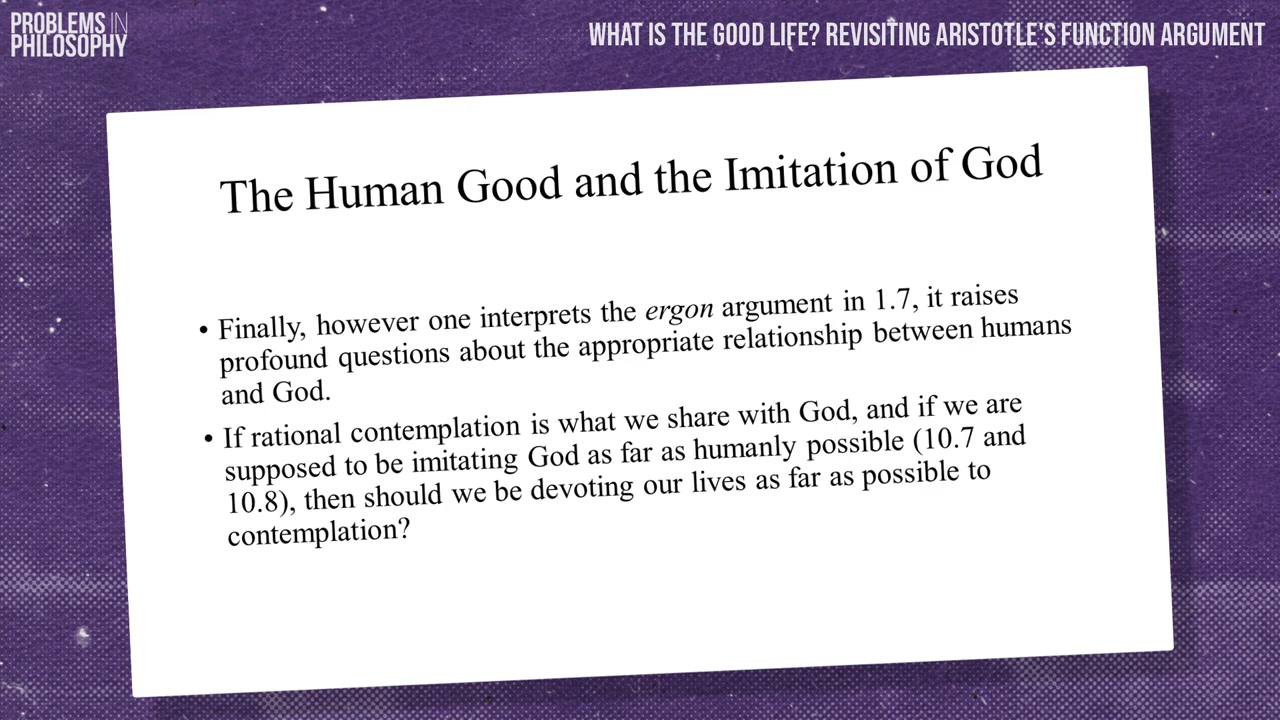 PROBLEMS IN
PHILOSOPHY
WHAT IS THE GOOD LIFE? REVISITING ARISTOTLE'S FUNCTION ARGUMENT
The Human Good and the Imitation of God
• Finally, however one interprets the ergon argument in 1.7, it raises
profound questions about the appropriate relationship between humans
and God.
• If rational contemplation is what we share with God, and if we are
supposed to be imitating God as far as humanly possible (10.7 and
10.8), then should we be devoting our lives as far as possible to
contemplation?